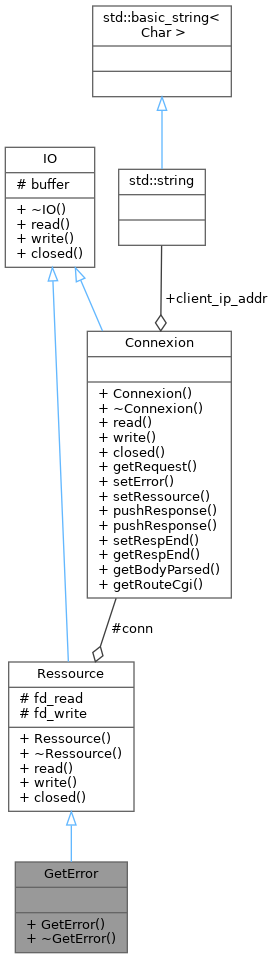 std::basic_string<
Char >
std::string
IO
# buffer
+ ~IO()
+ read()
+ write()
+ closed()
+client_ip_addr
Connexion
+ Connexion()
+ ~Connexion()
+ read()
+ write()
+ closed()
+ getRequest()
+ setError()
+ setRessource()
+ pushResponse()
+ pushResponse()
+ setRespEnd()
+ getRespEnd()
+ getBodyParsed()
+ getRouteCgi()
#conn
Ressource
# fd_read
# fd_write
+ Ressource()
+ ~Ressource()
+ read()
+ write()
+ closed()
GetError
+ GetError()
+ ~GetError()